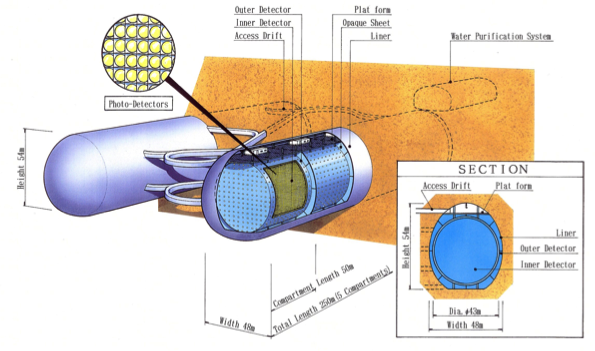 Outer Detector
Inner Detector
Access Drift
Plat form
Opaque Sheet
Liner
Water Purification System
Photo-Detectors
Height 54m
Compartment Length 50m
Total Length 250m(5 Compartments)
Width 48m
SECTION
Access Drift
Plat form
Height 54m
Liner
Outer Detector
Inner Detector
Dia.φ43m
Width 48m